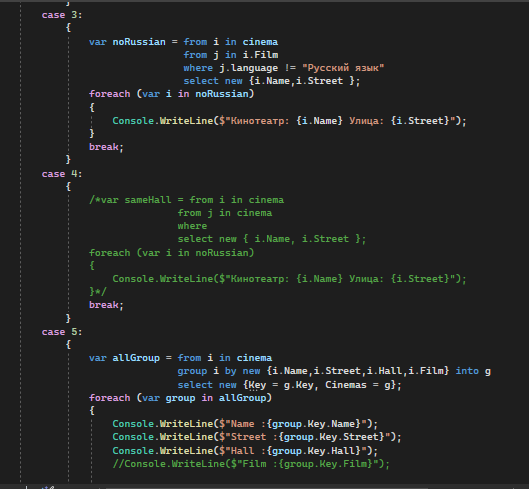 }
case 3:
{
var noRussian = from i in cinema
from j in i.Film
where j.language != "Русский язык"
select new {i.Name,i.Street };
foreach (var i in noRussian)
{
Console.WriteLine($"Кинотеатр: {i.Name} Улица: {i.Street}");
}
break;
}
case 4:
{
/*var sameHall = from i in cinema
from j in cinema
where
select new { i.Name, i.Street };
foreach (var i in noRussian)
{
Console.WriteLine($"Кинотеатр: {i.Name} Улица: {i.Street}");
}*/
break;
}
case 5:
{
var allGroup = from i in cinema
group i by new {i.Name,i.Street,i.Hall,i.Film} into g
select new {Key = g.Key, Cinemas = g};
foreach (var group in allGroup)
{
Console.WriteLine($"Name :{group.Key.Name}");
Console.WriteLine($"Street :{group.Key.Street}");
Console.WriteLine($"Hall :{group.Key.Hall}");
//Console.WriteLine($"Film :{group.Key.Film}");